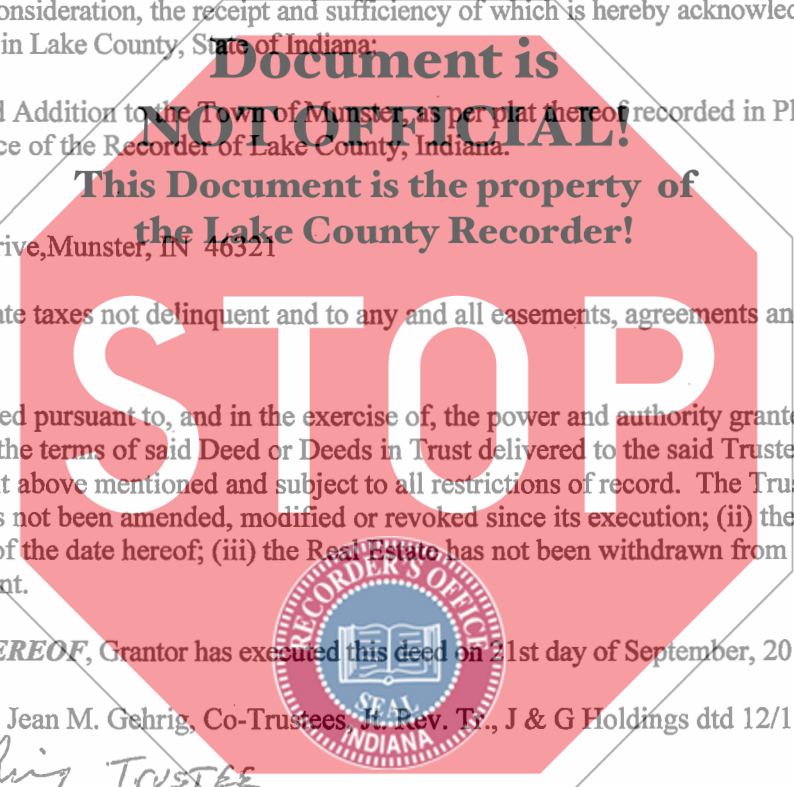 onsideration, the receipt and sufficiency of which is hereby acknowled
in Lake County, State of Indiana:
Document is
d Addition to the Town of Munster, as per plat thereof recorded in Pl
NOT OFFICIAL!
ce of the Recorder of Lake County, Indiana.
This Document is the property of
the Lake County Recorder!
rive,Munster, IN 46321
ate taxes not delinquent and to any and all easements, agreements an
STOP
ed pursuant to, and in the exercise of, the power and authority grante
the terms of said Deed or Deeds in Trust delivered to the said Truste
t above mentioned and subject to all restrictions of record. The Trus
s not been amended, modified or revoked since its execution; (ii) the
of the date hereof; (iii) the Real Estate has not been withdrawn from
nt.
RECORDER'S OFFICE
SEAL
INDIANA
EREOF, Grantor has executed this deed on 21st day of September, 20
Jean M. Gehrig, Co-Trustees, Jt. Rev. Tr., J & G Holdings dtd 12/1
TRUSTEE